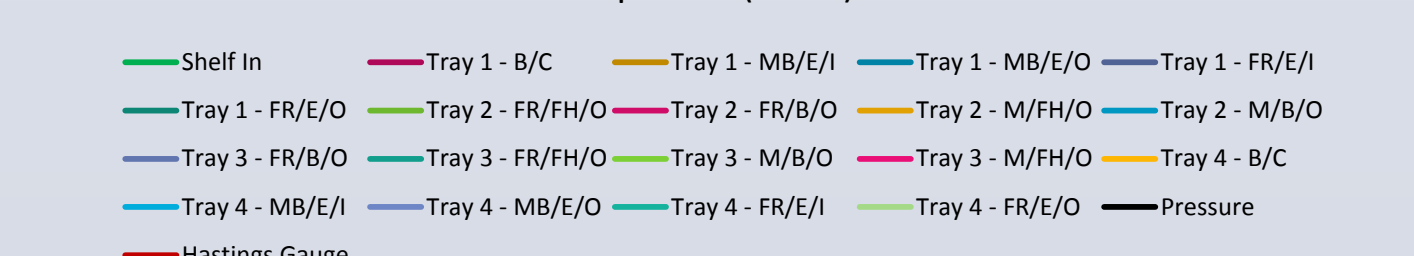 Shelf In Tray 1 - B/C Tray 1 - MB/E/I Tray 1 - MB/E/O Tray 1 - FR/E/I
Tray 1 - FR/E/O Tray 2 - FR/FH/O Tray 2 - FR/B/O Tray 2 - M/FH/O Tray 2 - M/B/O
Tray 3 - FR/B/O Tray 3 - FR/FH/O Tray 3 - M/B/O Tray 3 - M/FH/O Tray 4 - B/C
Tray 4 - MB/E/I Tray 4 - MB/E/O Tray 4 - FR/E/I Tray 4 - FR/E/O Pressure
Hastings Gauge